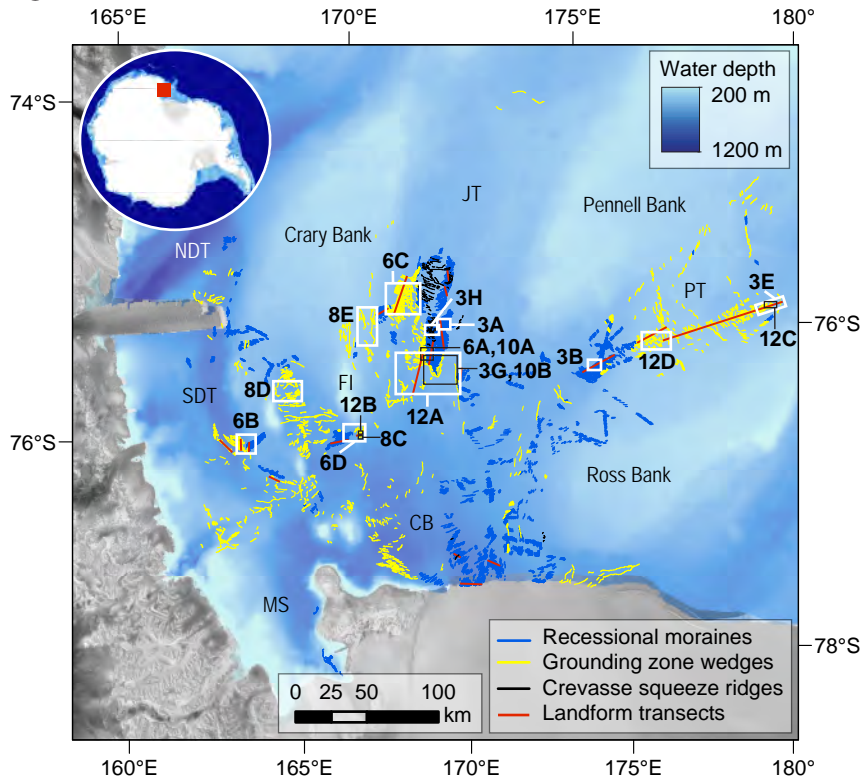 165°E 170°E 175°E 180°
74°S
Water depth
200 m
1200 m
JT
Pennell Bank
NDT
Crary Bank
6C
PT
3E
3H
8E
3A
76°S
12C
6A,10A
3B
12D
3G,10B
8D
FI
SDT
12B
12A
6B
8C
76°S
6D
Ross Bank
CB
MS
78°S
Recessional moraines
Grounding zone wedges
Crevasse squeeze ridges
Landform transects
0 25 50 100
km
160°E 165°E 170°E 175°E 180°